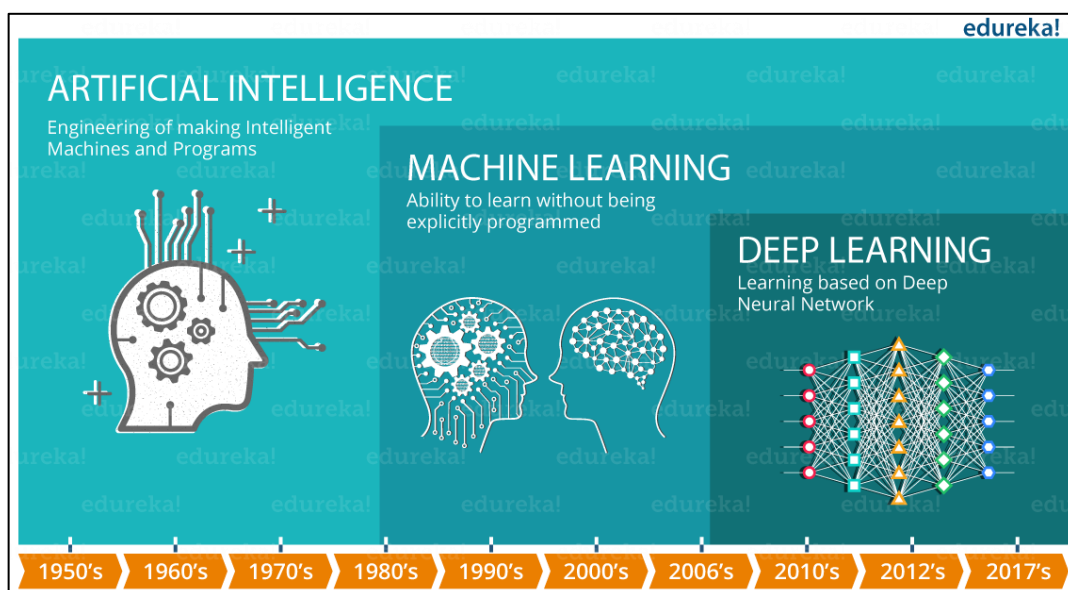 edureka!
ARTIFICIAL INTELLIGENCE
Engineering of making Intelligent
Machines and Programs
MACHINE LEARNING
Ability to learn without being
explicitly programmed
DEEP LEARNING
Learning based on Deep
Neural Network
1950's 1960's 1970's 1980's 1990's 2000's 2006's 2010's 2012's 2017's